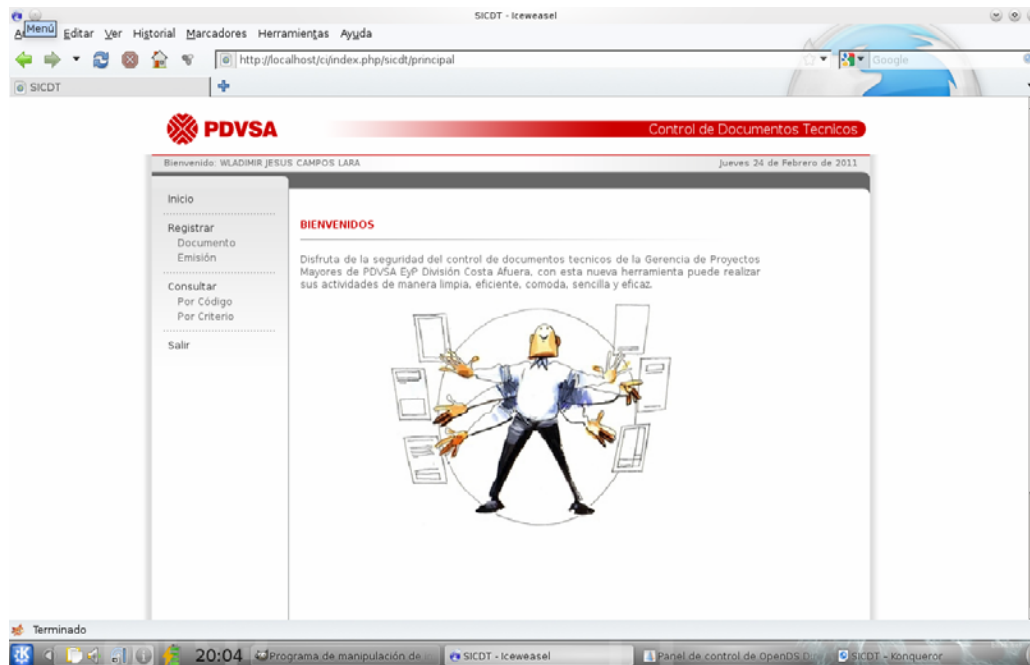 SICDT - Iceweasel
Menú
Editar Ver Historial Marcadores Herramientas Ayuda
http://localhost/ci/index.php/sicdt/principal
Google
SICDT
PDVSA
Control de Documentos Tecnicos
Bienvenido: WLADIMIR JESUS CAMPOS LARA
Jueves 24 de Febrero de 2011
Inicio
Registrar
Documento
Emisión
Consultar
Por Código
Por Criterio
Salir
BIENVENIDOS
Disfruta de la seguridad del control de documentos tecnicos de la Gerencia de Proyectos
Mayores de PDVSA EyP División Costa Afuera, con esta nueva herramienta puede realizar
sus actividades de manera limpia, eficiente, comoda, sencilla y eficaz.
Terminado
20:04
Programa de manipulación de
SICDT - Iceweasel
Panel de control de OpenDS
SICDT - Konqueror